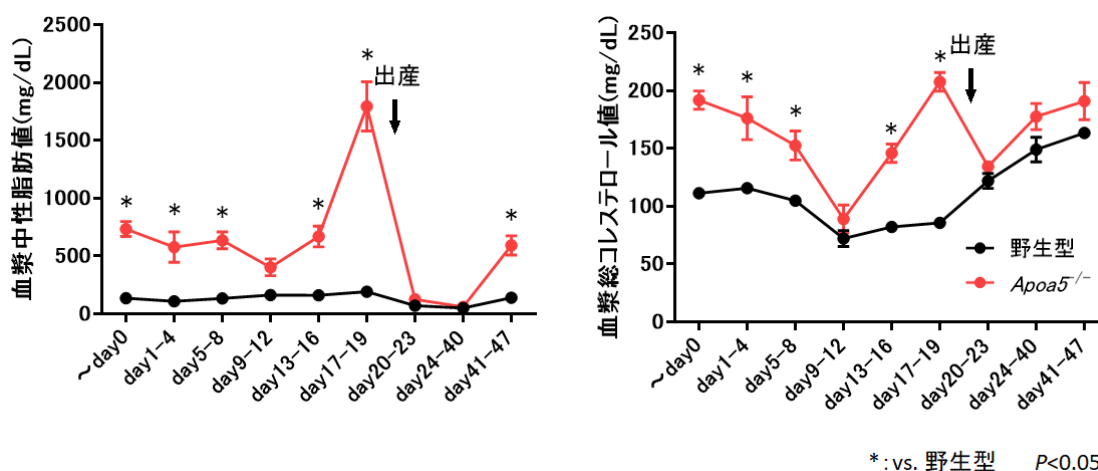 血漿中性脂肪値(mg/dL)
2500
2000
1500
1000
500
0
*
*
*
*
*
*
出産
～day0
day1-4
day5-8
day9-12
day13-16
day17-19
day20-23
day24-40
day41-47
血漿総コレステロール値(mg/dL)
250
200
150
100
50
0
*
*
*
*
*
出産
野生型
Apoa5⁻/⁻
～day0
day1-4
day5-8
day9-12
day13-16
day17-19
day20-23
day24-40
day41-47
*：vs. 野生型 P<0.05